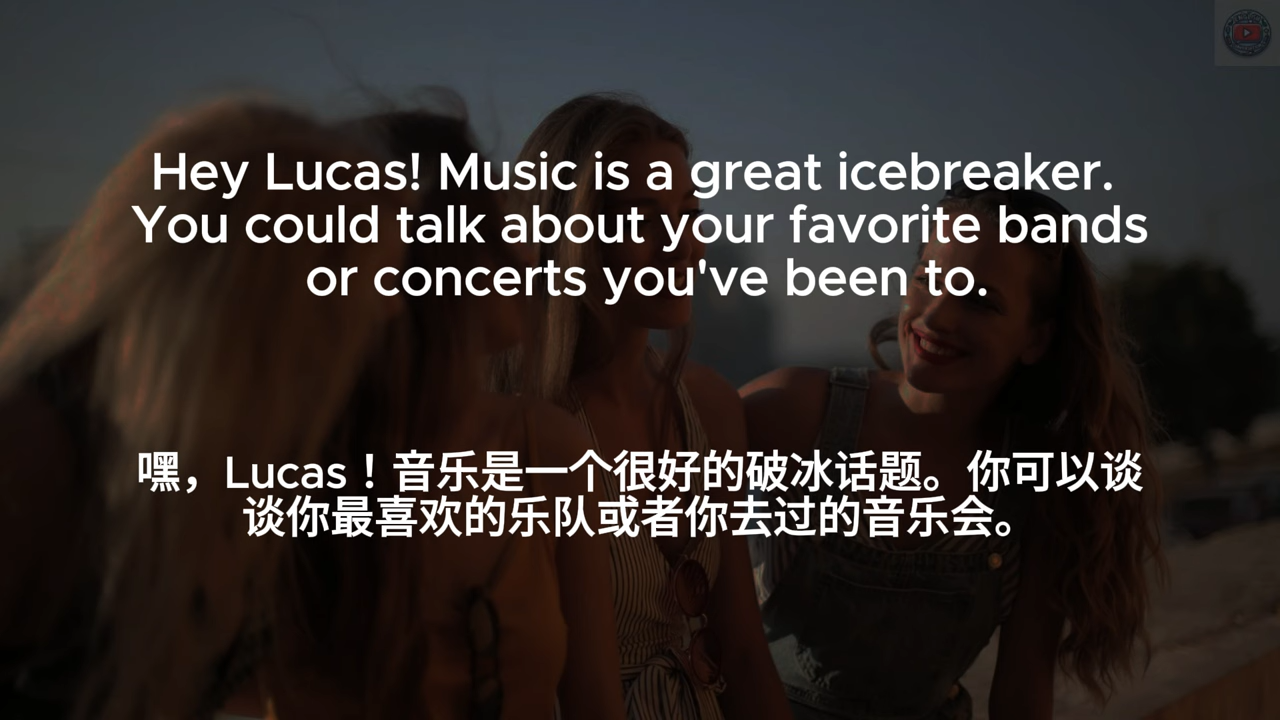 Hey Lucas! Music is a great icebreaker.
You could talk about your favorite bands
or concerts you've been to.
嘿，Lucas！音乐是一个很好的破冰话题。你可以谈
谈你最喜欢的乐队或者你去过的音乐会。